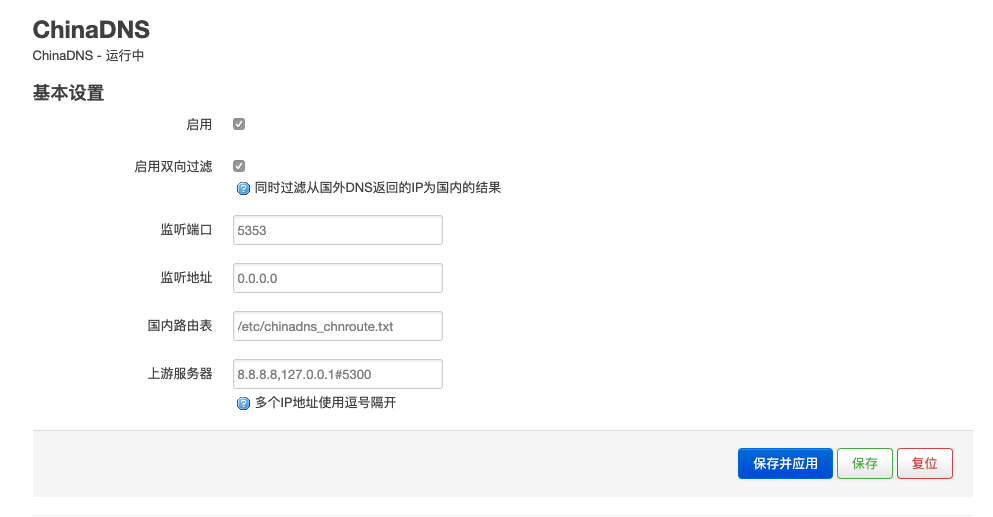 ChinaDNS
ChinaDNS - 运行中
基本设置
启用
启用双向过滤
同时过滤从国外DNS返回的IP为国内的结果
监听端口 5353
监听地址 0.0.0.0
国内路由表 /etc/chinadns_chnroute.txt
上游服务器 8.8.8.8,127.0.0.1#5300
多个IP地址使用逗号隔开
保存并应用 保存 复位